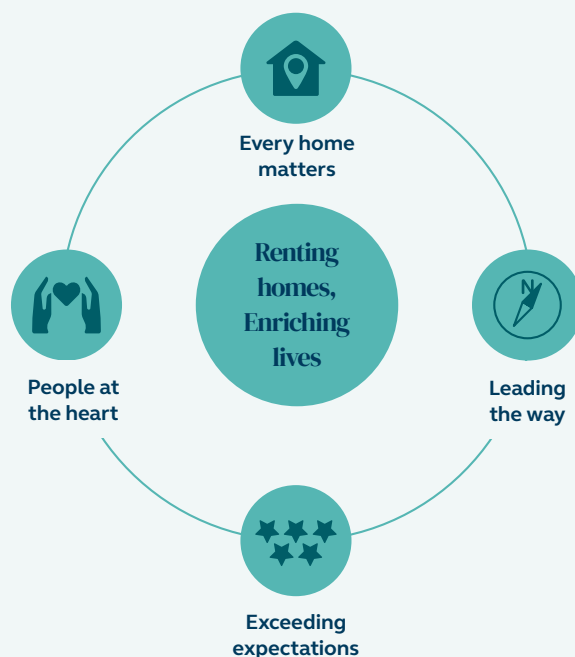 Every home
matters
Renting
homes,
Enriching
lives
N
People at
the heart
Leading
the way
Exceeding
expectations